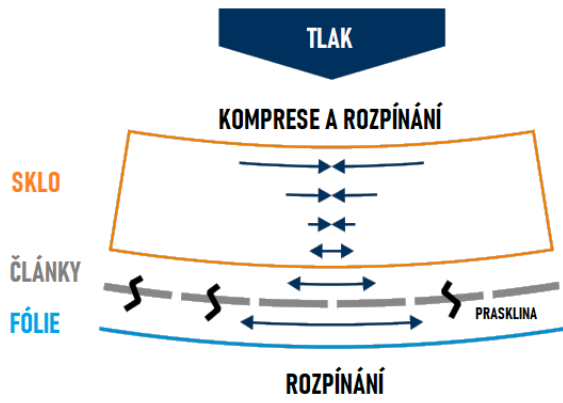 TLAK
KOMPRESE A ROZPÍNÁNÍ
SKLO
ČLÁNKY
PRASKLINA
FÓLIE
ROZPÍNÁNÍ